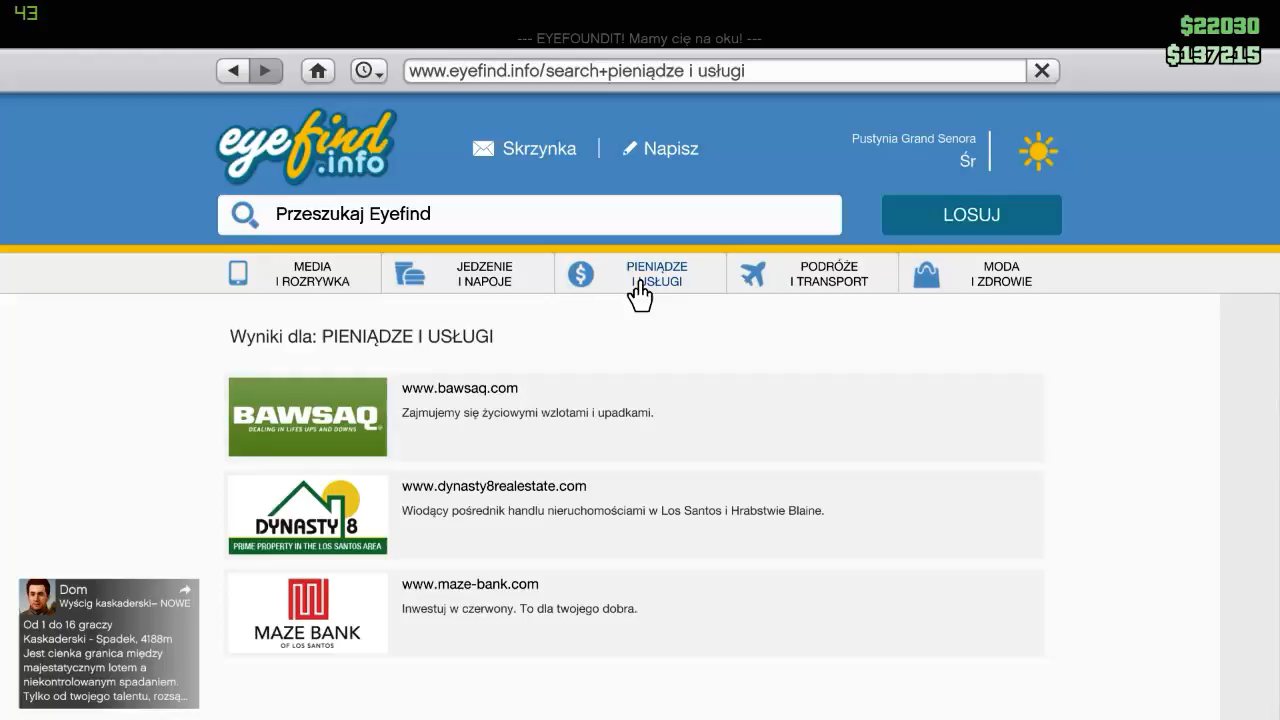 43
--- EYEFOUNDIT! Mamy cię na oku! ---
$22030
$137215
www.eyefind.info/search+pieniądze i usługi
eyefind
.info
Skrzynka
Napisz
Pustynia Grand Senora
Śr
Przeszukaj Eyefind
LOSUJ
MEDIA
I ROZRYWKA
JEDZENIE
I NAPOJE
PIENIĄDZE
I USŁUGI
PODRÓŻE
I TRANSPORT
MODA
I ZDROWIE
Wyniki dla: PIENIĄDZE I USŁUGI
BAWSAQ
DEALING IN LIFES UPS AND DOWNS
www.bawsaq.com
Zajmujemy się życiowymi wzlotami i upadkami.
DYNASTY 8
PRIME PROPERTY IN THE LOS SANTOS AREA
www.dynasty8realestate.com
Wiodący pośrednik handlu nieruchomościami w Los Santos i Hrabstwie Blaine.
MAZE BANK
OF LOS SANTOS
www.maze-bank.com
Inwestuj w czerwony. To dla twojego dobra.
Dom
Wyścig kaskaderski– NOWE
Od 1 do 16 graczy
Kaskaderski - Spadek, 4188m
Jest cienka granica między
majestatycznym lotem a
niekontrolowanym spadaniem.
Tylko od twojego talentu, rozsą...